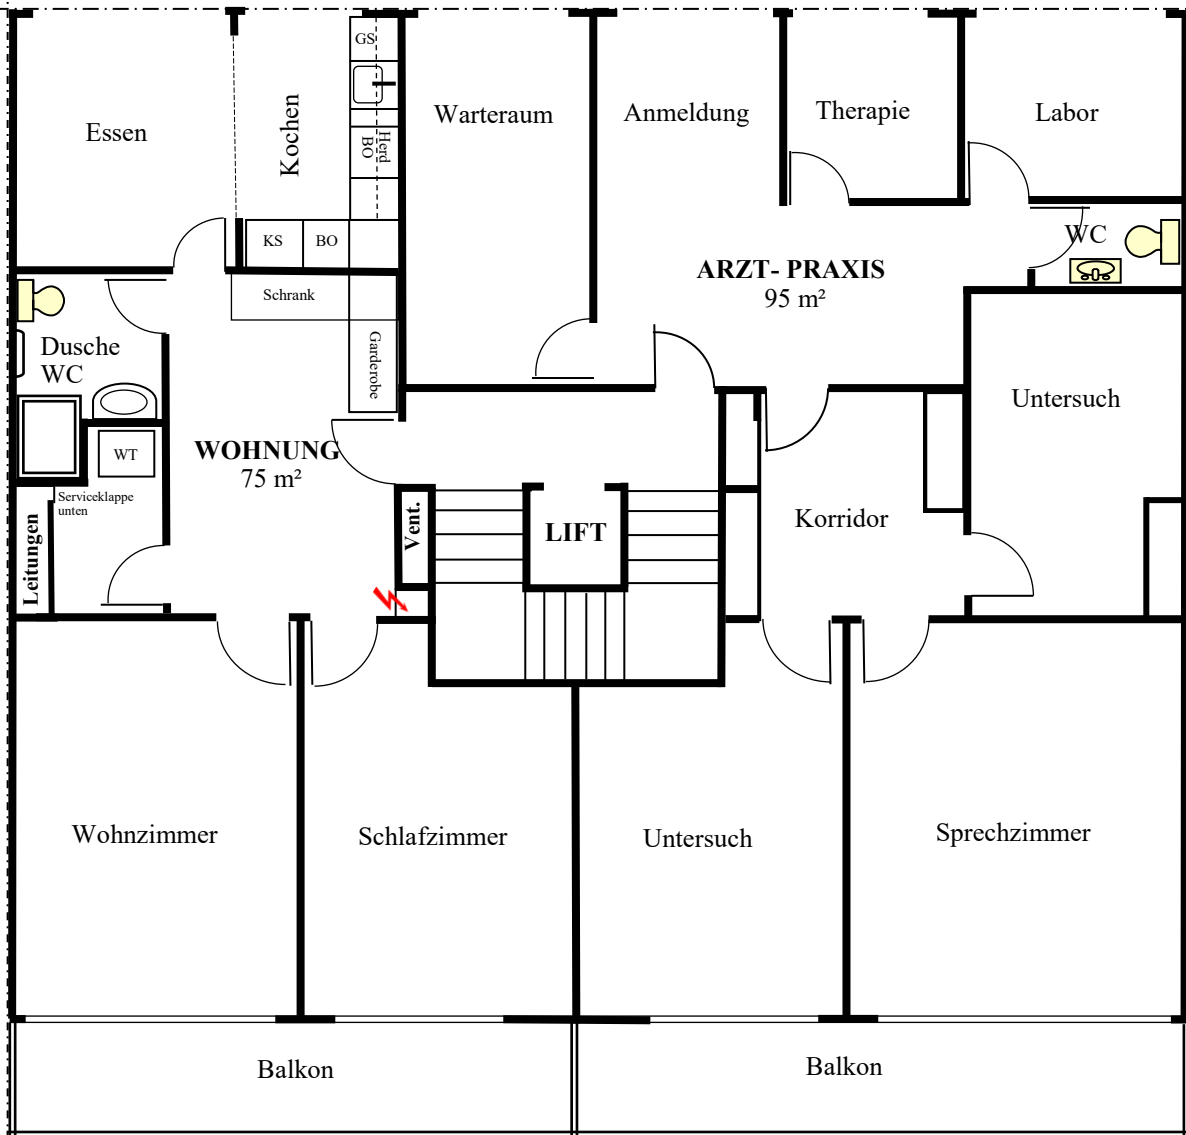 GS
Essen
Kochen
Herd
BO
KS
BO
Schrank
Garderobe
Dusche
WC
WT
WOHNUNG
75 m²
Serviceklappe
unten
Leitungen
Vent.
LIFT
Warteraum
Anmeldung
Therapie
Labor
WC
ARZT- PRAXIS
95 m²
Untersuch
Korridor
Wohnzimmer
Schlafzimmer
Untersuch
Sprechzimmer
Balkon
Balkon